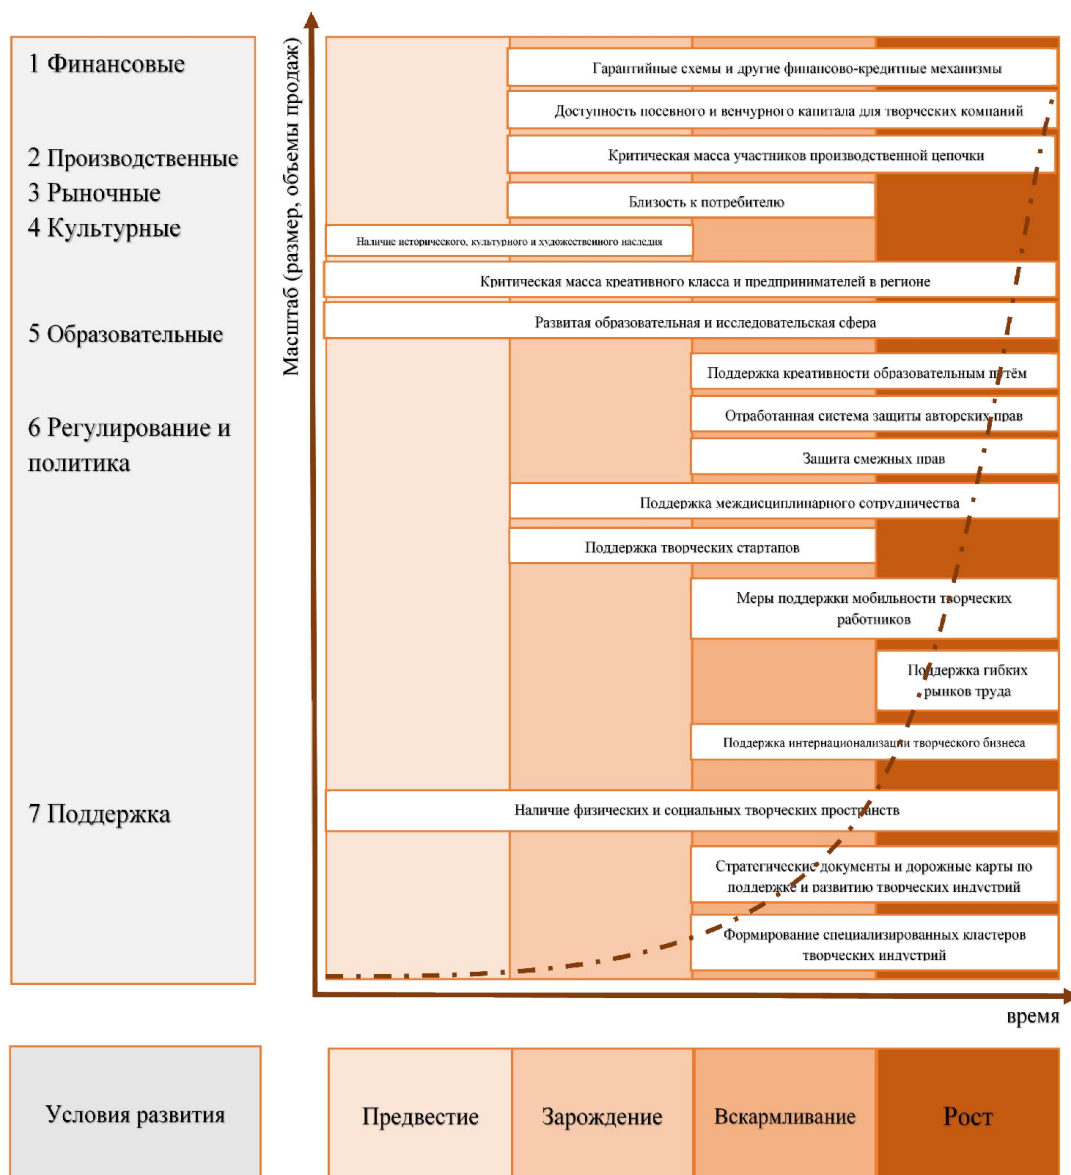 1 Финансовые
2 Производственные
3 Рыночные
4 Культурные
5 Образовательные
6 Регулирование и
политика
7 Поддержка
Масштаб (размер, объемы продаж)
Гарантийные схемы и другие финансово-кредитные механизмы
Доступность посевного и венчурного капитала для творческих компаний
Критическая масса участников производственной цепочки
Близость к потребителю
Наличие исторического, культурного и художественного наследия
Критическая масса креативного класса и предпринимателей в регионе
Развитая образовательная и исследовательская сфера
Поддержка креативности образовательным путём
Отработанная система защиты авторских прав
Защита смежных прав
Поддержка междисциплинарного сотрудничества
Поддержка творческих стартапов
Меры поддержки мобильности творческих
работников
Поддержка гибких
рынков труда
Поддержка интернационализации творческого бизнеса
Наличие физических и социальных творческих пространств
Стратегические документы и дорожные карты по
поддержке и развитию творческих индустрий
Формирование специализированных кластеров
творческих индустрий
время
Условия развития
Предвестие
Зарождение
Вскармливание
Рост